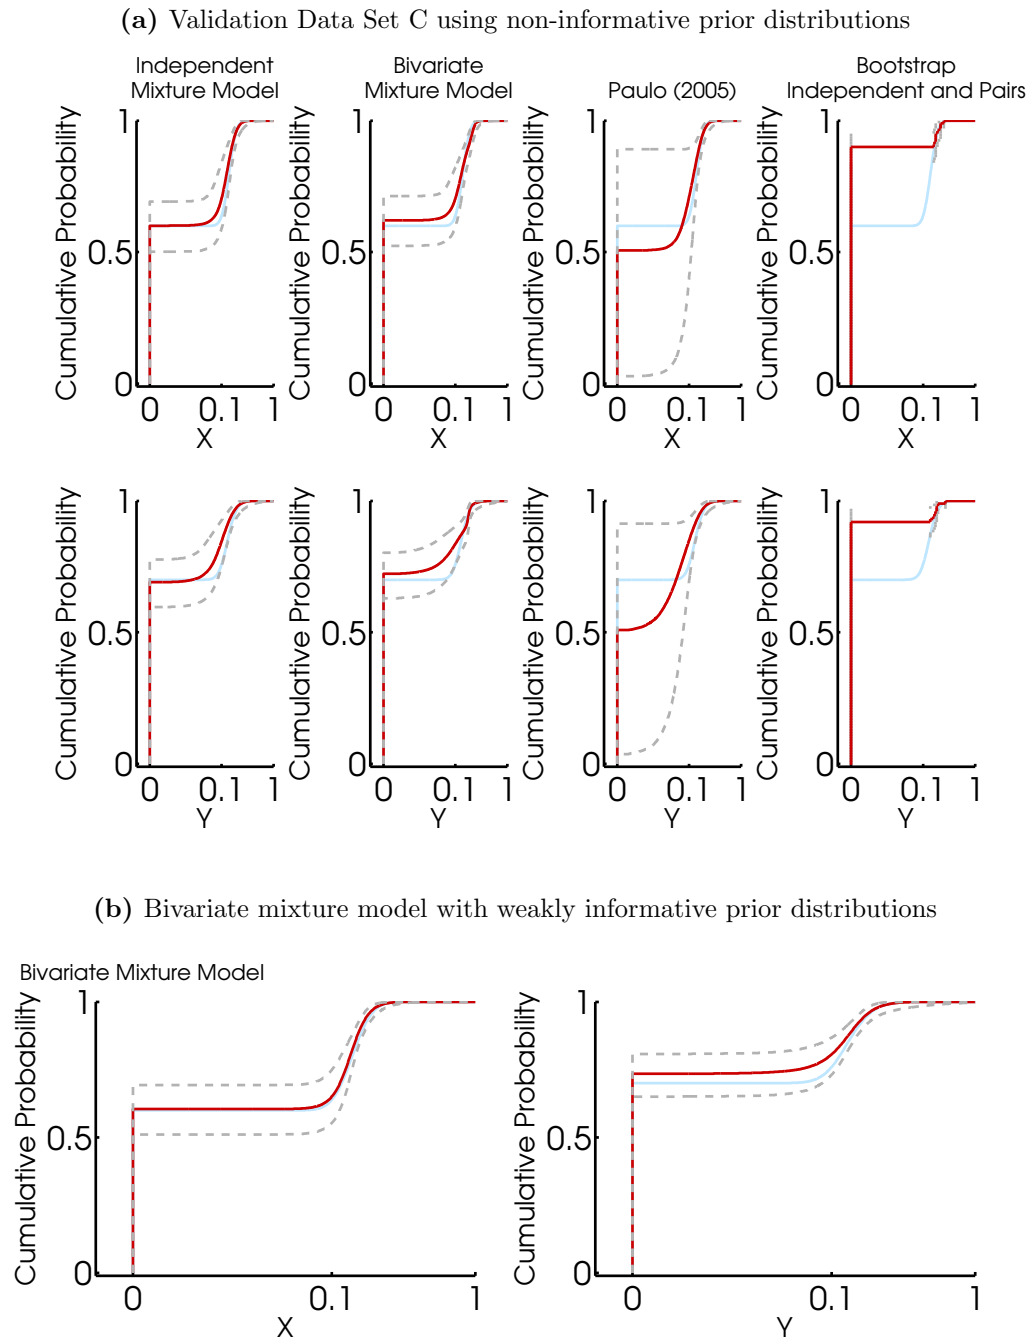 (a) Validation Data Set C using non-informative prior distributions
Independent
Mixture Model
Bivariate
Mixture Model
Paulo (2005)
Bootstrap
Independent and Pairs
Cumulative Probability
1
0.5
0
0
0.1
1
X
Cumulative Probability
1
0.5
0
0
0.1
1
X
Cumulative Probability
1
0.5
0
0
0.1
1
X
Cumulative Probability
1
0.5
0
0
0.1
1
X
Cumulative Probability
1
0.5
0
0
0.1
1
Y
Cumulative Probability
1
0.5
0
0
0.1
1
Y
Cumulative Probability
1
0.5
0
0
0.1
1
Y
Cumulative Probability
1
0.5
0
0
0.1
1
Y
(b) Bivariate mixture model with weakly informative prior distributions
Bivariate Mixture Model
Cumulative Probability
1
0.5
0
0
0.1
1
X
Cumulative Probability
1
0.5
0
0
0.1
1
Y